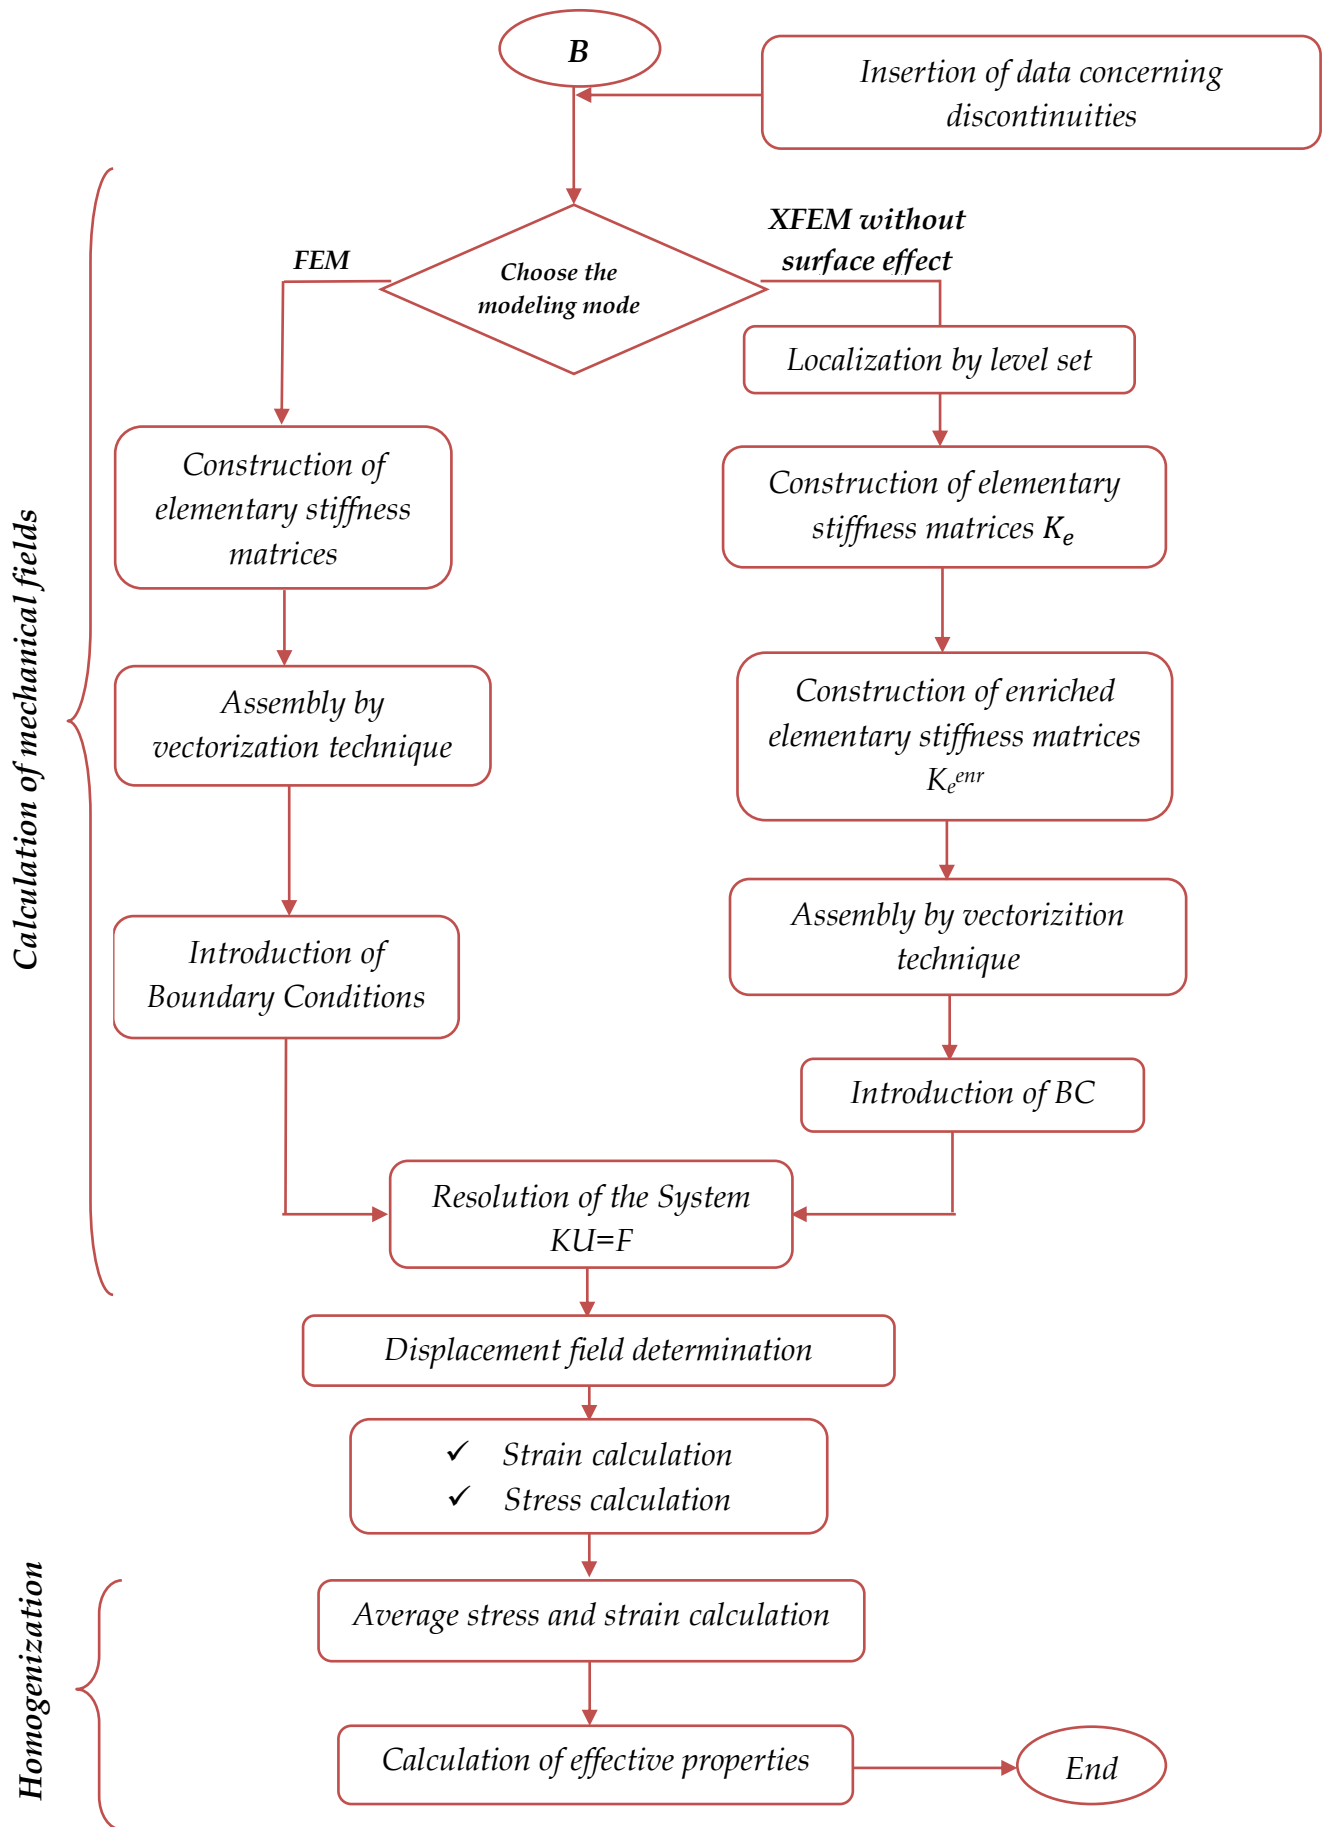 B
Insertion of data concerning
discontinuities
FEM
XFEM without
surface effect
Choose the
modeling mode
Localization by level set
Construction of
elementary stiffness
matrices
Construction of elementary
stiffness matrices Kₑ
Calculation of mechanical fields
Assembly by
vectorization technique
Construction of enriched
elementary stiffness matrices
Kₑᵉⁿʳ
Introduction of
Boundary Conditions
Assembly by vectorizition
technique
Introduction of BC
Resolution of the System
KU=F
Displacement field determination
✓ Strain calculation
✓ Stress calculation
Homogenization
Average stress and strain calculation
Calculation of effective properties
End